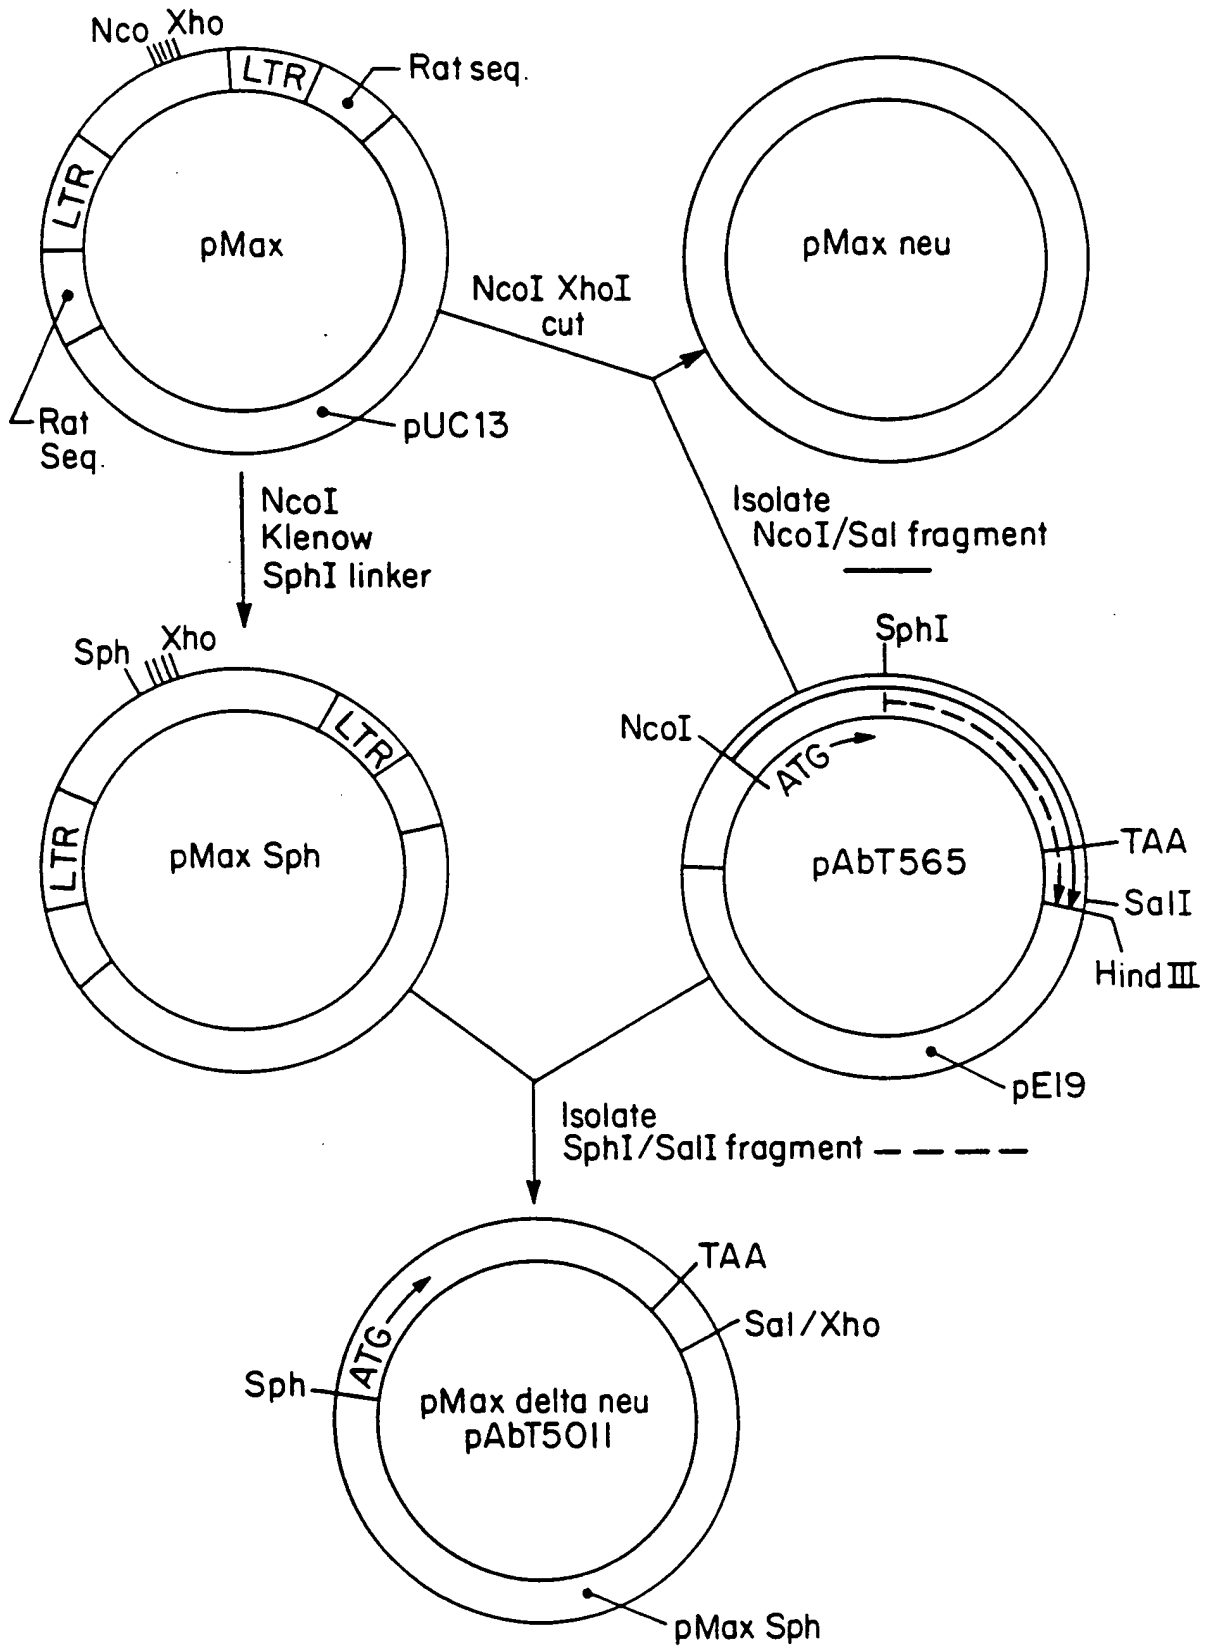 Nco Xho
LTR
Rat seq.
LTR
pMax
Rat
Seq.
pUC13
pMax neu
NcoI XhoI
cut
NcoI
Klenow
SphI linker
Isolate
NcoI/Sal fragment
Sph Xho
LTR
LTR
pMax Sph
SphI
NcoI
ATG
pAbT565
TAA
SalI
Hind III
pE19
Isolate
SphI/SalI fragment
TAA
Sal/Xho
ATG
Sph
pMax delta neu
pAbT5011
pMax Sph